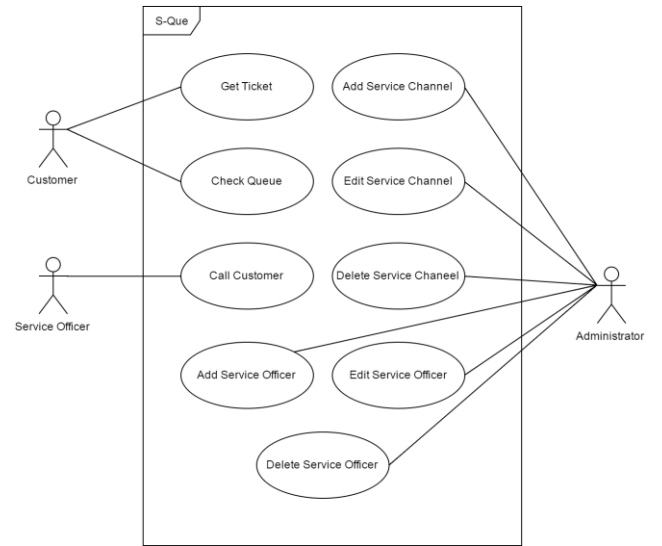 S-Que
Get Ticket
Add Service Channel
Customer
Check Queue
Edit Service Channel
Service Officer
Call Customer
Delete Service Chaneel
Administrator
Add Service Officer
Edit Service Officer
Delete Service Officer